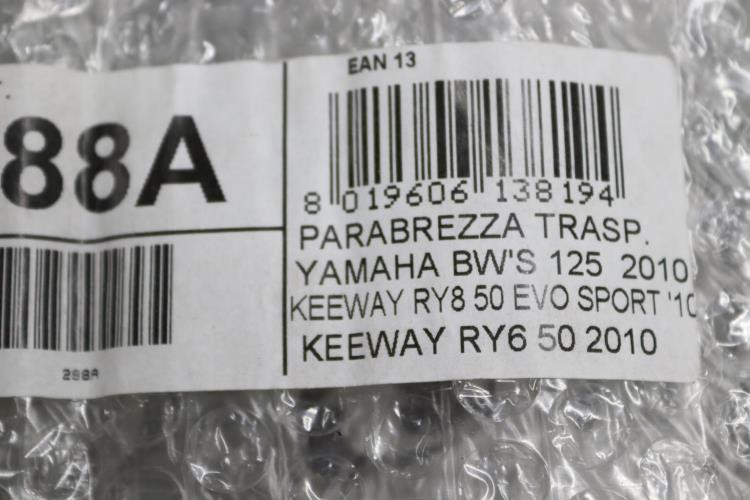 EAN 13
88A
8 019606 138194
PARABREZZA TRASP.
YAMAHA BW'S 125 2010
KEEWAY RY8 50 EVO SPORT '10
KEEWAY RY6 50 2010
288A